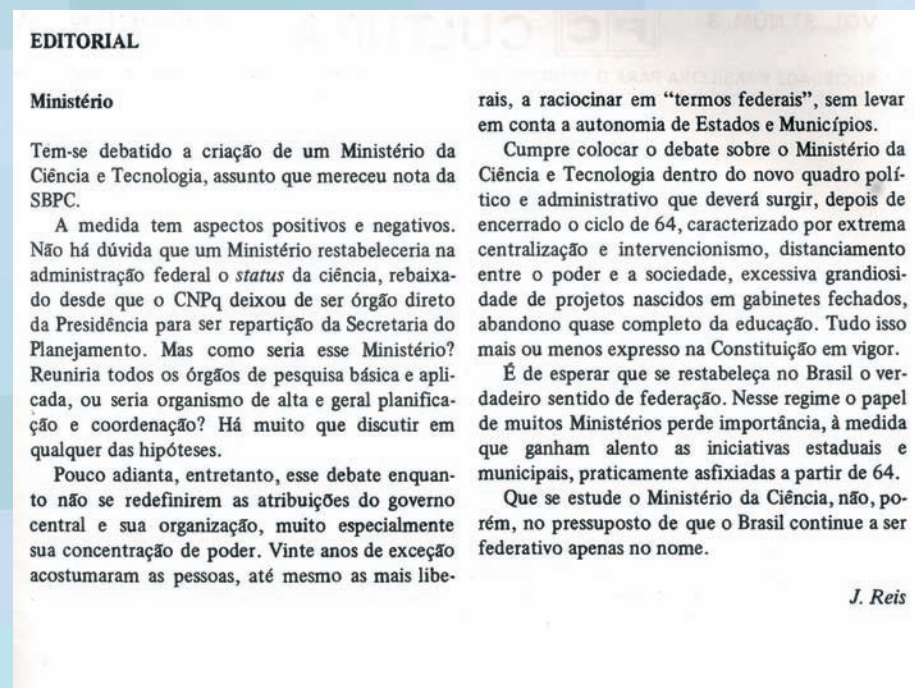 EDITORIAL
Ministério
Tem-se debatido a criação de um Ministério da
Ciência e Tecnologia, assunto que mereceu nota da
SBPC.
A medida tem aspectos positivos e negativos.
Não há dúvida que um Ministério restabeleceria na
administração federal o status da ciência, rebaixa-
do desde que o CNPq deixou de ser órgão direto
da Presidência para ser repartição da Secretaria do
Planejamento. Mas como seria esse Ministério?
Reuniria todos os órgãos de pesquisa básica e apli-
cada, ou seria organismo de alta e geral planifica-
ção e coordenação? Há muito que discutir em
qualquer das hipóteses.
Pouco adianta, entretanto, esse debate enquan-
to não se redefinirem as atribuições do governo
central e sua organização, muito especialmente
sua concentração de poder. Vinte anos de exceção
acostumaram as pessoas, até mesmo as mais libe-
rais, a raciocinar em “termos federais”, sem levar
em conta a autonomia de Estados e Municípios.
Cumpre colocar o debate sobre o Ministério da
Ciência e Tecnologia dentro do novo quadro polí-
tico e administrativo que deverá surgir, depois de
encerrado o ciclo de 64, caracterizado por extrema
centralização e intervencionismo, distanciamento
entre o poder e a sociedade, excessiva grandiosi-
dade de projetos nascidos em gabinetes fechados,
abandono quase completo da educação. Tudo isso
mais ou menos expresso na Constituição em vigor.
É de esperar que se restabeleça no Brasil o ver-
dadeiro sentido de federação. Nesse regime o papel
de muitos Ministérios perde importância, à medida
que ganham alento as iniciativas estaduais e
municipais, praticamente asfixiadas a partir de 64.
Que se estude o Ministério da Ciência, não, po-
rém, no pressuposto de que o Brasil continue a ser
federativo apenas no nome.
J. Reis